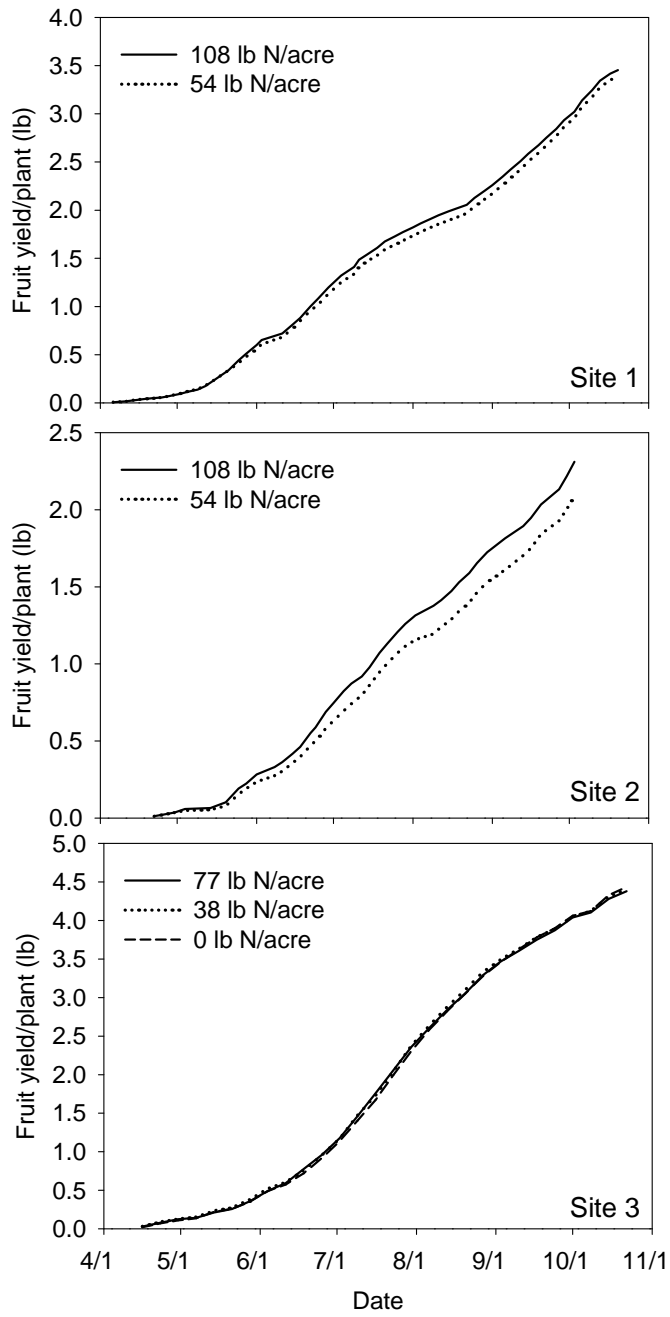 4.0
108 lb N/acre
3.5
54 lb N/acre
3.0
2.5
2.0
1.5
1.0
0.5
0.0
Fruit yield/plant (lb)
Site 1
2.5
108 lb N/acre
54 lb N/acre
2.0
1.5
1.0
0.5
0.0
Fruit yield/plant (lb)
Site 2
5.0
77 lb N/acre
4.5
38 lb N/acre
4.0
0 lb N/acre
3.5
3.0
2.5
2.0
1.5
1.0
0.5
0.0
Fruit yield/plant (lb)
Site 3
4/1 5/1 6/1 7/1 8/1 9/1 10/1 11/1
Date